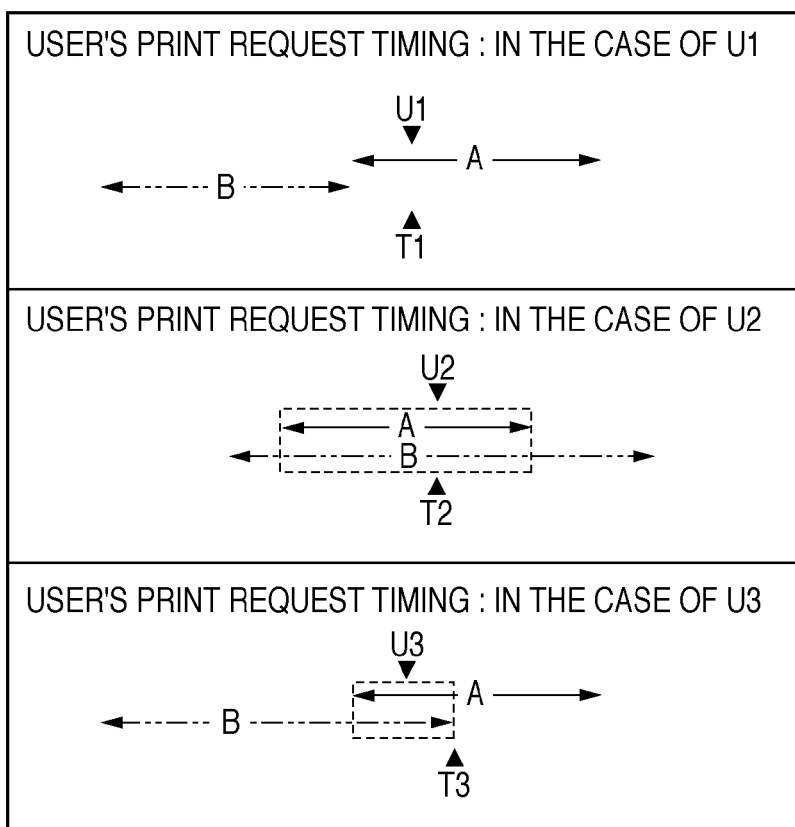 USER'S PRINT REQUEST TIMING : IN THE CASE OF U1
U1
A
B
T1
USER'S PRINT REQUEST TIMING : IN THE CASE OF U2
U2
A
B
T2
USER'S PRINT REQUEST TIMING : IN THE CASE OF U3
U3
A
B
T3